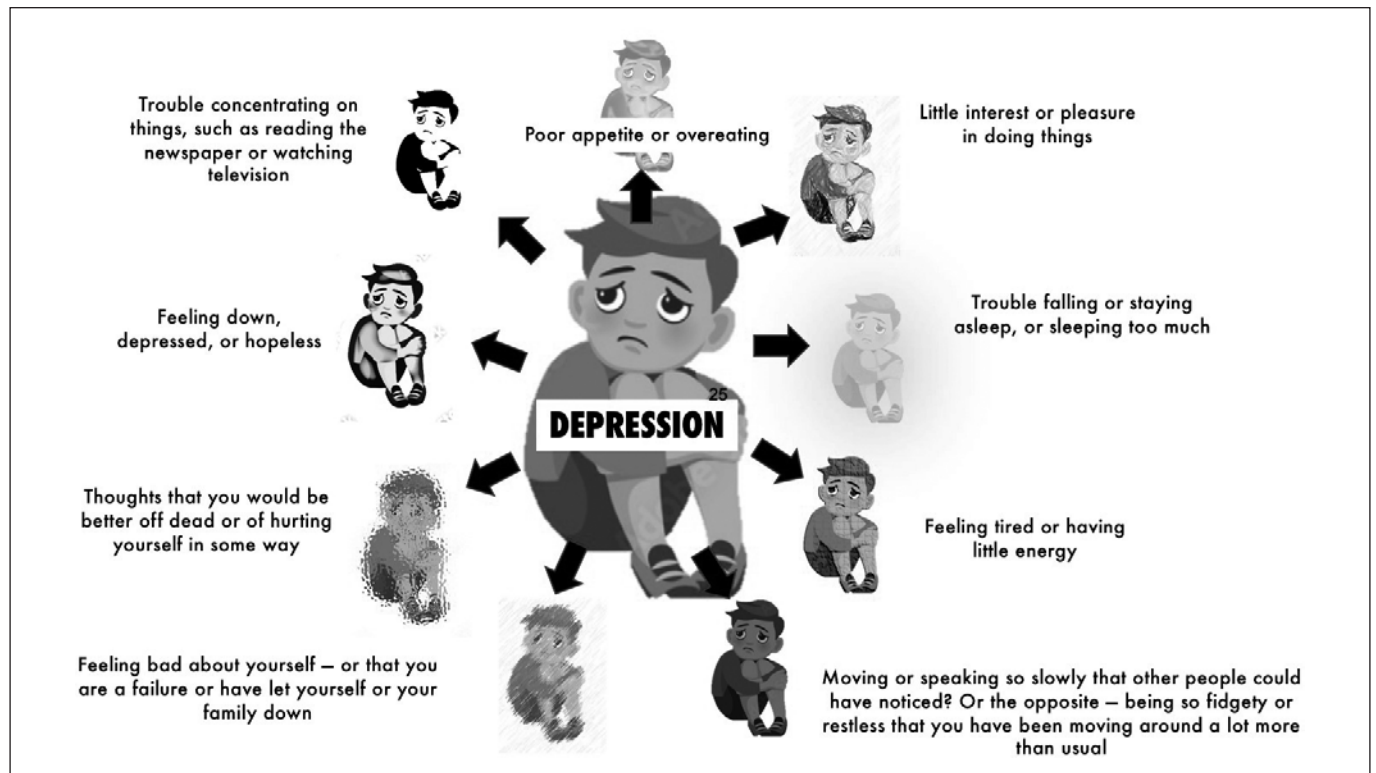 Trouble concentrating on
things, such as reading the
newspaper or watching
television
Poor appetite or overeating
Little interest or pleasure
in doing things
Feeling down,
depressed, or hopeless
Trouble falling or staying
asleep, or sleeping too much
25
DEPRESSION
Thoughts that you would be
better off dead or of hurting
yourself in some way
Feeling tired or having
little energy
Feeling bad about yourself – or that you
are a failure or have let yourself or your
family down
Moving or speaking so slowly that other people could
have noticed? Or the opposite – being so fidgety or
restless that you have been moving around a lot more
than usual